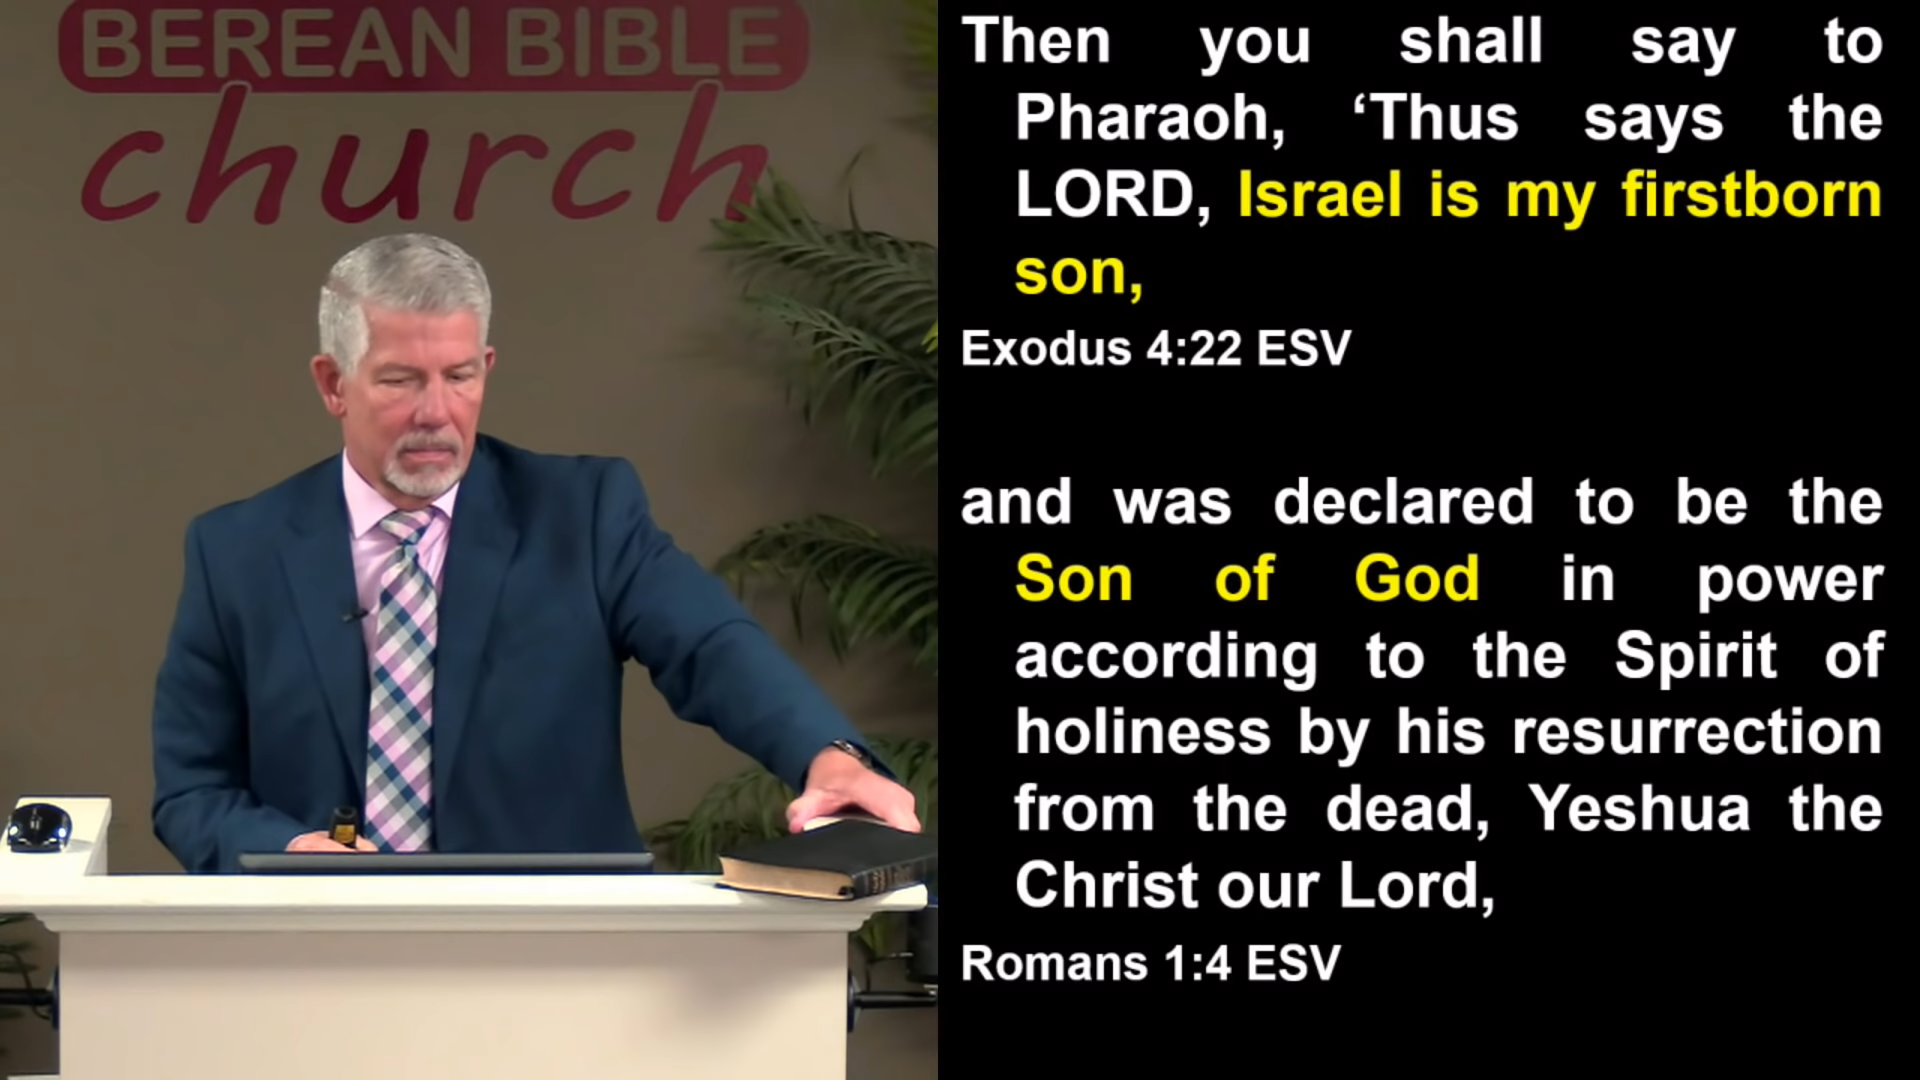 BEREAN BIBLE
church
Then you shall say to
Pharaoh, ‘Thus says the
LORD, Israel is my firstborn
son,
Exodus 4:22 ESV
and was declared to be the
Son of God in power
according to the Spirit of
holiness by his resurrection
from the dead, Yeshua the
Christ our Lord,
Romans 1:4 ESV